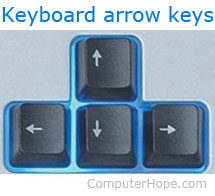 Keyboard arrow keys
↑
← ↓ →
ComputerHope.com